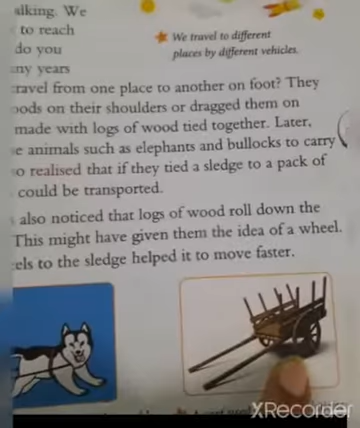 alking. We
to reach
do you
any years
We travel to different
places by different vehicles.
ravel from one place to another on foot? They
oods on their shoulders or dragged them on
made with logs of wood tied together. Later,
e animals such as elephants and bullocks to carry
so realised that if they tied a sledge to a pack of
could be transported.
also noticed that logs of wood roll down the
This might have given them the idea of a wheel.
els to the sledge helped it to move faster.
XRecorder